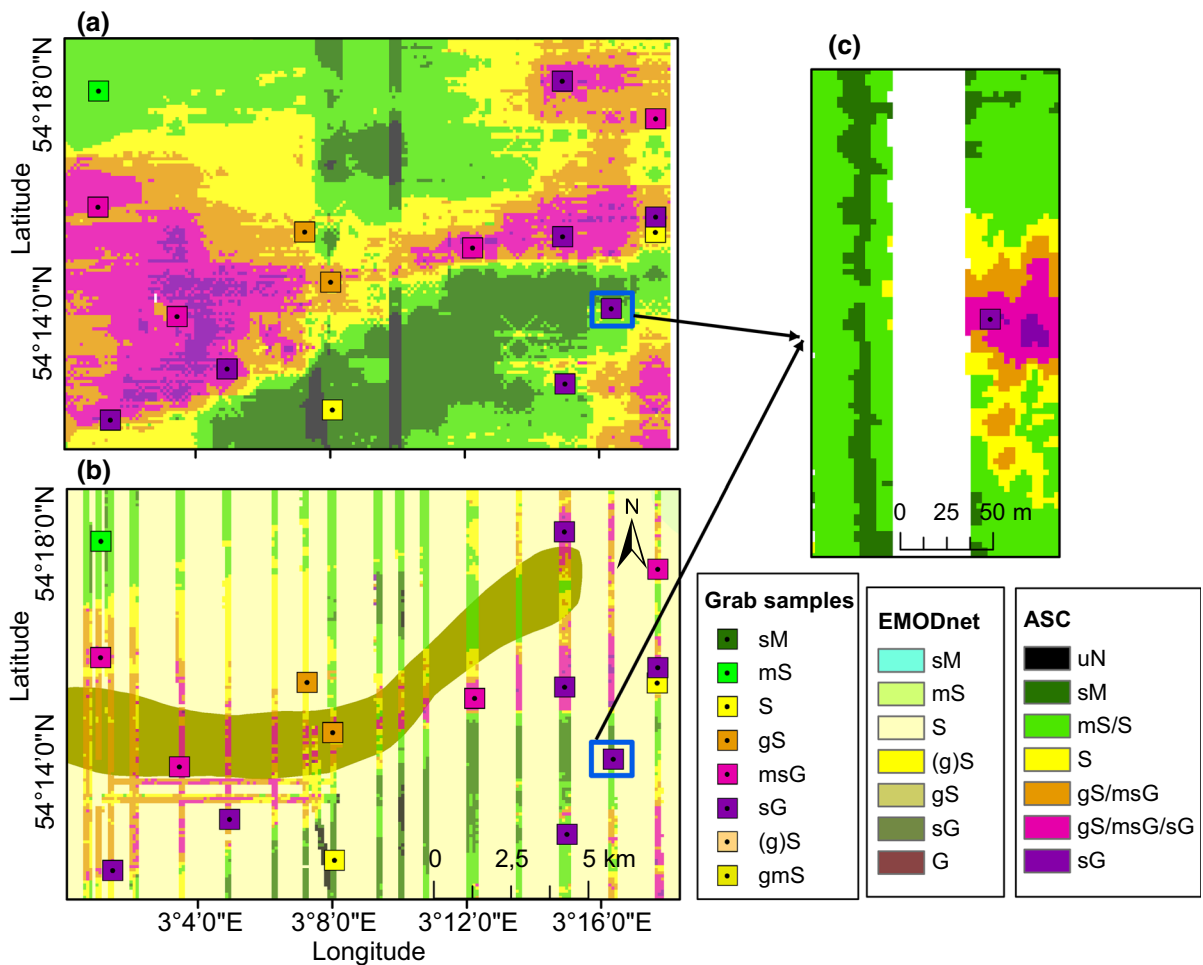 (a)
Latitude
54°18'0"N
54°14'0"N
(b)
Latitude
54°18'0"N
54°14'0"N
N
0 2,5 5 km
3°4'0"E 3°8'0"E 3°12'0"E 3°16'0"E
Longitude
(c)
0 25 50 m
Grab samples
sM
mS
S
gS
msG
sG
(g)S
gmS
EMODnet
sM
mS
S
(g)S
gS
sG
G
ASC
uN
sM
mS/S
S
gS/msG
gS/msG/sG
sG